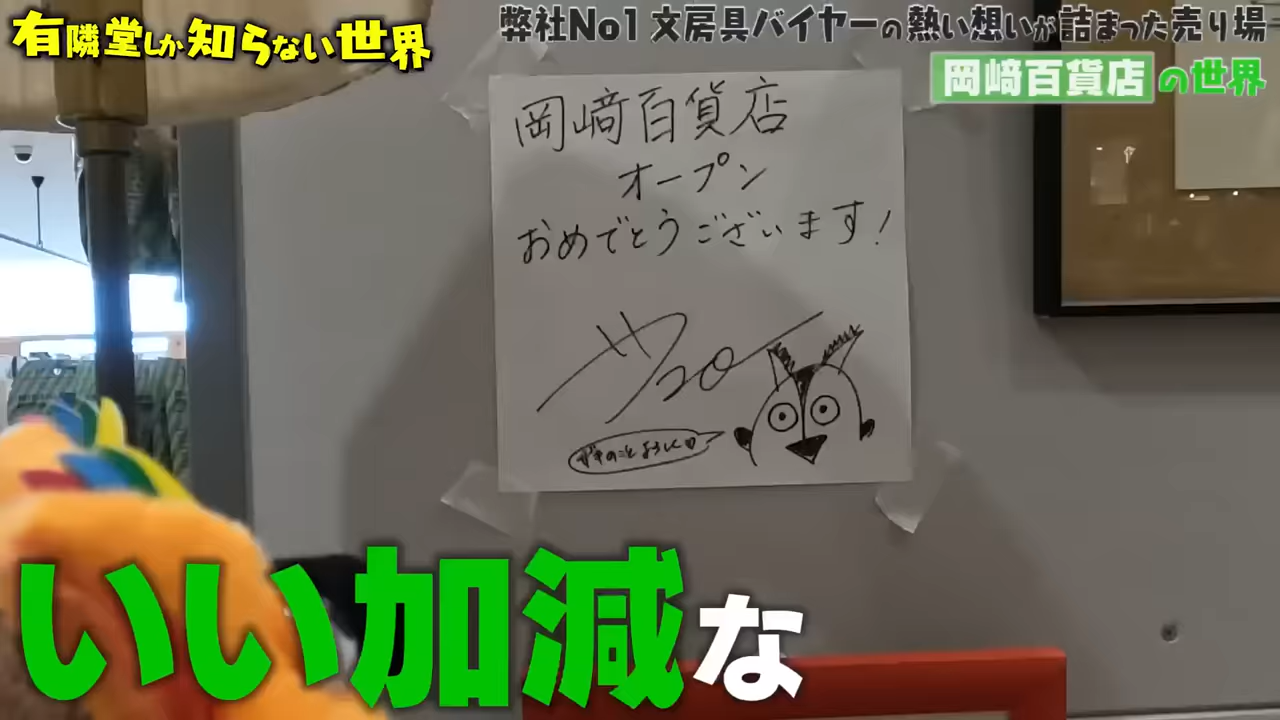 有隣堂しか知らない世界
弊社No1文房具バイヤーの熱い想いが詰まった売り場
岡﨑百貨店の世界
岡﨑百貨店
オープン
おめでとうございます!
いい加減な